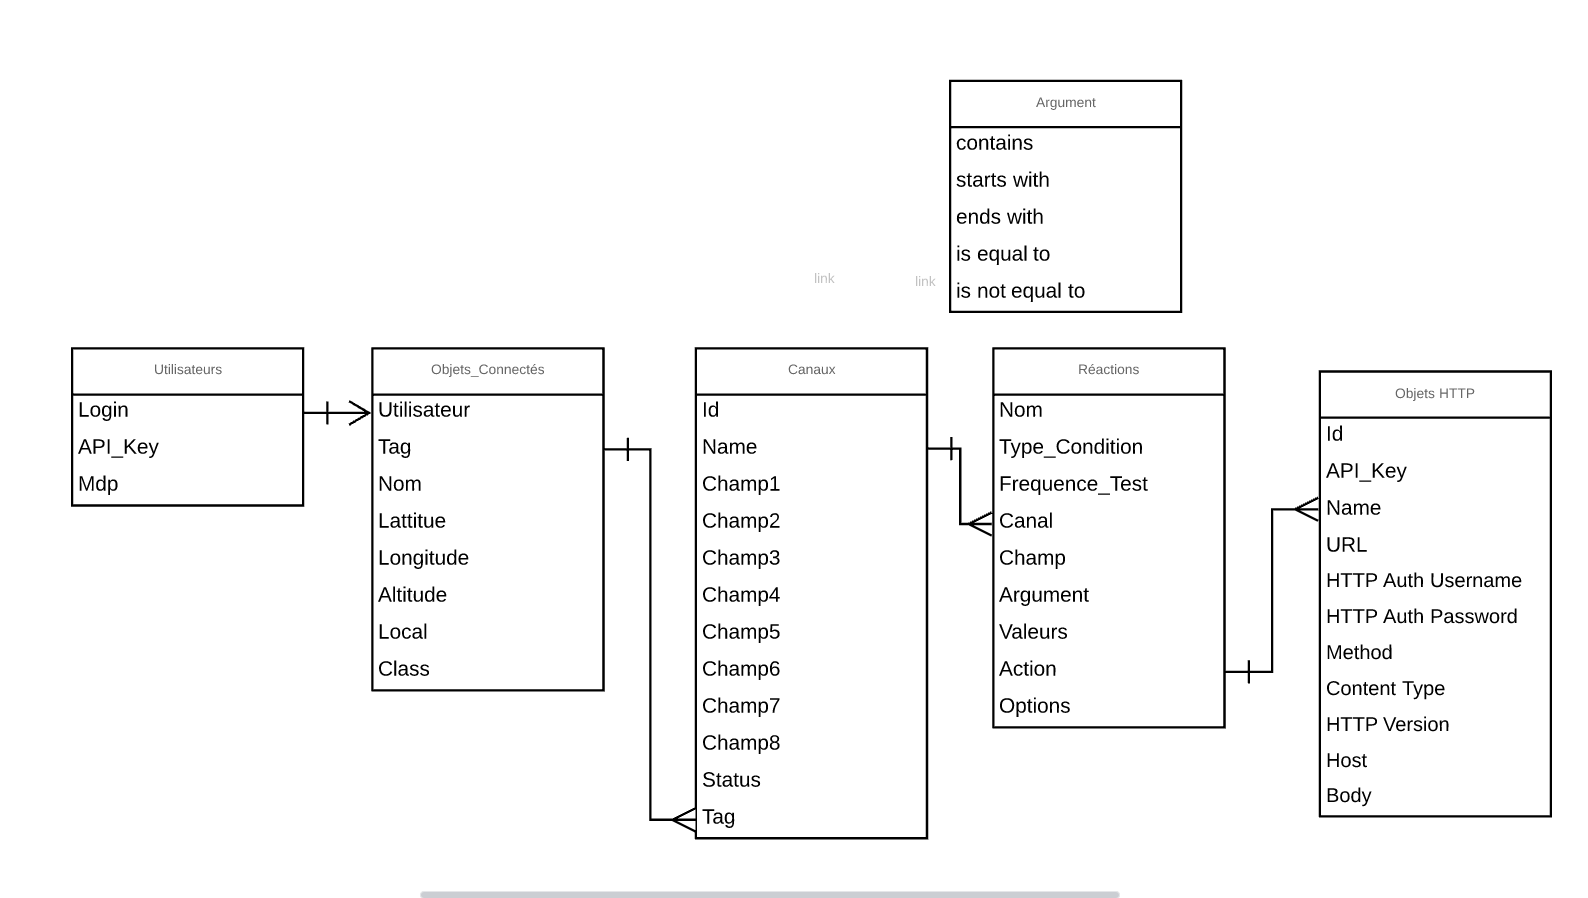 Argument
contains
starts with
ends with
is equal to
is not equal to
link
link
Utilisateurs
Login
API_Key
Mdp
Objets_Connectés
Utilisateur
Tag
Nom
Lattitue
Longitude
Altitude
Local
Class
Canaux
Id
Name
Champ1
Champ2
Champ3
Champ4
Champ5
Champ6
Champ7
Champ8
Status
Tag
Réactions
Nom
Type_Condition
Frequence_Test
Canal
Champ
Argument
Valeurs
Action
Options
Objets HTTP
Id
API_Key
Name
URL
HTTP Auth Username
HTTP Auth Password
Method
Content Type
HTTP Version
Host
Body